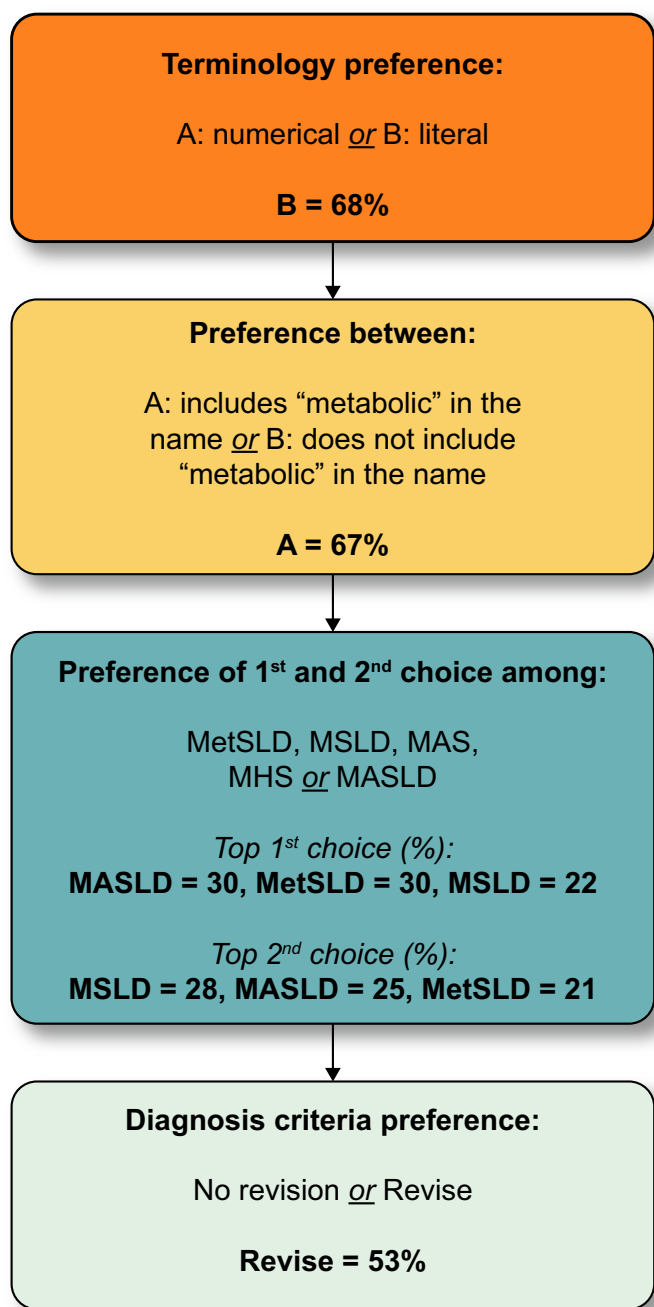 Terminology preference:
A: numerical or B: literal
B = 68%
Preference between:
A: includes “metabolic” in the
name or B: does not include
“metabolic” in the name
A = 67%
Preference of 1st and 2nd choice among:
MetSLD, MSLD, MAS,
MHS or MASLD
Top 1st choice (%):
MASLD = 30, MetSLD = 30, MSLD = 22
Top 2nd choice (%):
MSLD = 28, MASLD = 25, MetSLD = 21
Diagnosis criteria preference:
No revision or Revise
Revise = 53%